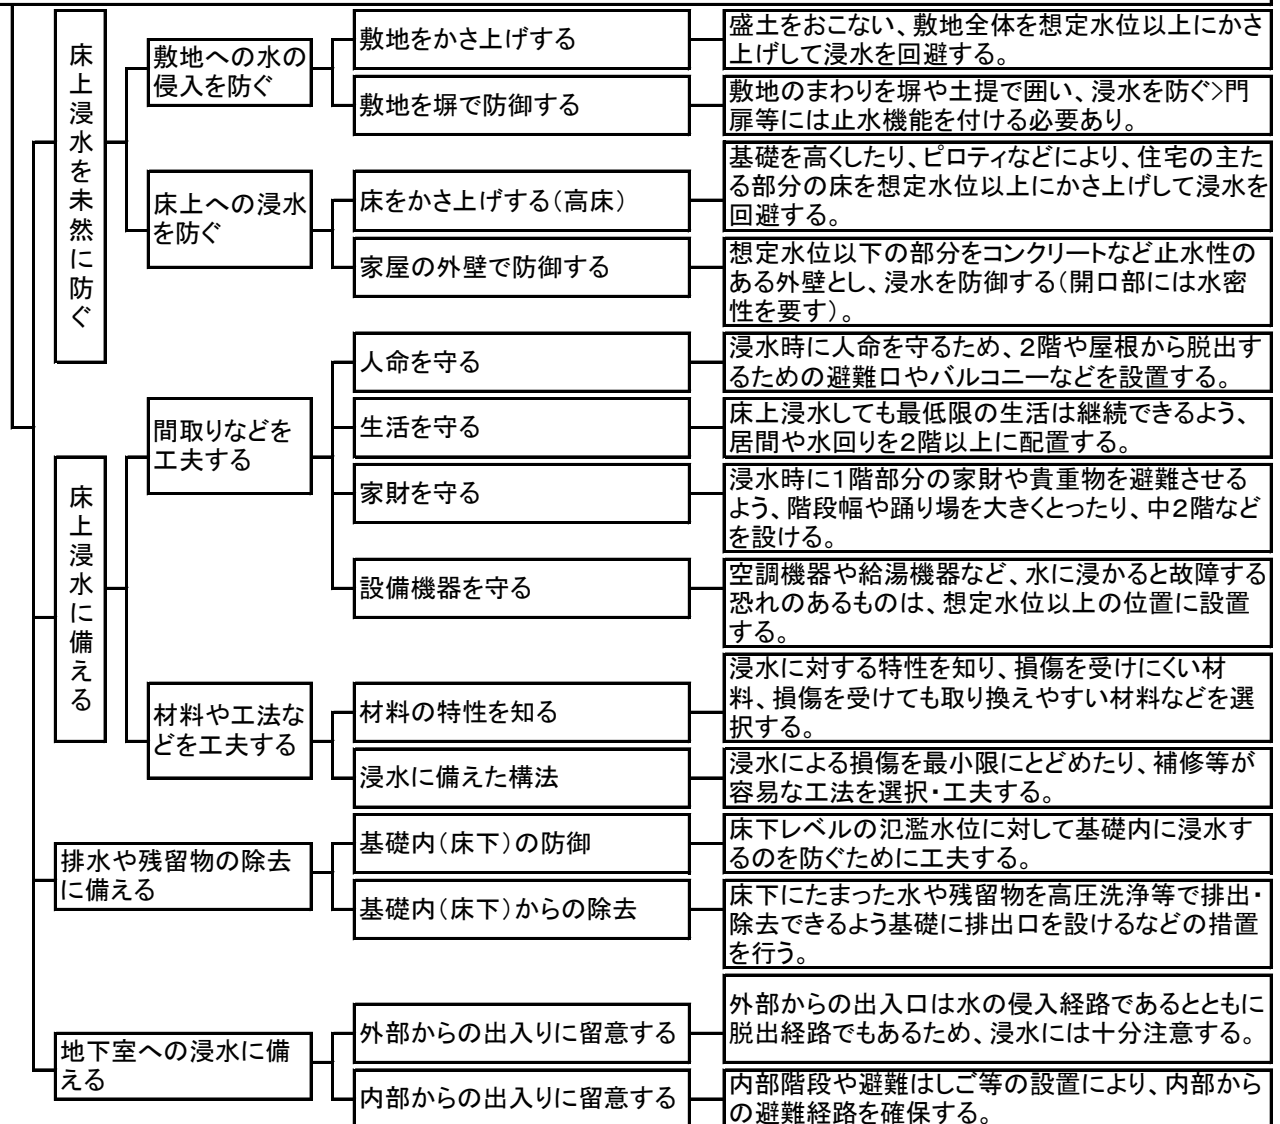 床上浸水を未然に防ぐ
敷地への水の
侵入を防ぐ
敷地をかさ上げする
盛土をおこない、敷地全体を想定水位以上にかさ
上げして浸水を回避する。
敷地を塀で防御する
敷地のまわりを塀や土提で囲い、浸水を防ぐ>門
扉等には止水機能を付ける必要あり。
床上への浸水
を防ぐ
床をかさ上げする(高床)
基礎を高くしたり、ピロティなどにより、住宅の主た
る部分の床を想定水位以上にかさ上げして浸水を
回避する。
家屋の外壁で防御する
想定水位以下の部分をコンクリートなど止水性の
ある外壁とし、浸水を防御する(開口部には水密
性を要す)。
床上浸水に備える
間取りなどを
工夫する
人命を守る
浸水時に人命を守るため、2階や屋根から脱出す
るための避難口やバルコニーなどを設置する。
生活を守る
床上浸水しても最低限の生活は継続できるよう、
居間や水回りを2階以上に配置する。
家財を守る
浸水時に1階部分の家財や貴重物を避難させる
よう、階段幅や踊り場を大きくとったり、中2階など
を設ける。
設備機器を守る
空調機器や給湯機器など、水に浸かると故障する
恐れのあるものは、想定水位以上の位置に設置
する。
材料や工法な
どを工夫する
材料の特性を知る
浸水に対する特性を知り、損傷を受けにくい材
料、損傷を受けても取り換えやすい材料などを選
択する。
浸水に備えた構法
浸水による損傷を最小限にとどめたり、補修等が
容易な工法を選択・工夫する。
排水や残留物の除去
に備える
基礎内(床下)の防御
床下レベルの氾濫水位に対して基礎内に浸水す
るのを防ぐために工夫する。
基礎内(床下)からの除去
床下にたまった水や残留物を高圧洗浄等で排出・
除去できるよう基礎に排出口を設けるなどの措置
を行う。
地下室への浸水に備
える
外部からの出入りに留意する
外部からの出入口は水の侵入経路であるとともに
脱出経路でもあるため、浸水には十分注意する。
内部からの出入りに留意する
内部階段や避難はしご等の設置により、内部から
の避難経路を確保する。